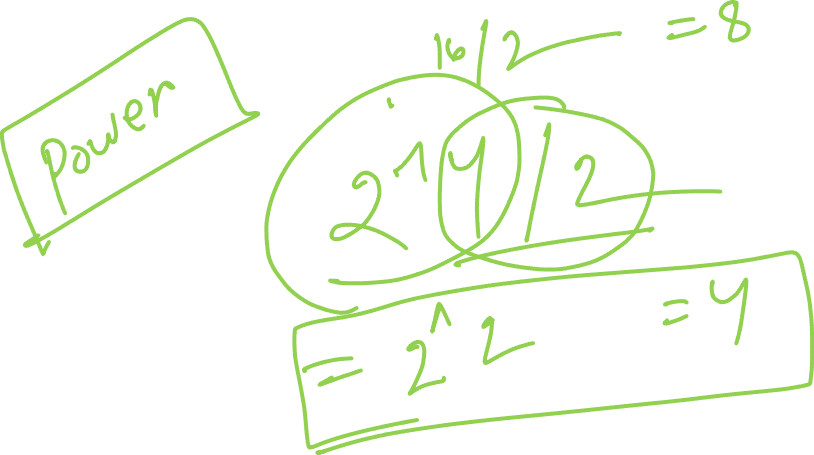 16/2 = 8
Power
2^4/2
= 2^2 = 4